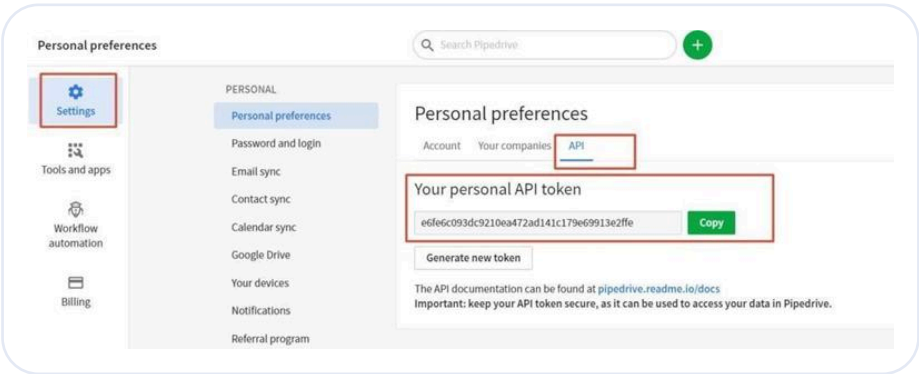 Personal preferences
Search Pipedrive
Settings
Tools and apps
Workflow
automation
Billing
PERSONAL
Personal preferences
Password and login
Email sync
Contact sync
Calendar sync
Google Drive
Your devices
Notifications
Referral program
Personal preferences
Account Your companies API
Your personal API token
e6fe6c093dc9210ea472ad141c179e69913e2ffe Copy
Generate new token
The API documentation can be found at pipedrive.readme.io/docs
Important: keep your API token secure, as it can be used to access your data in Pipedrive.